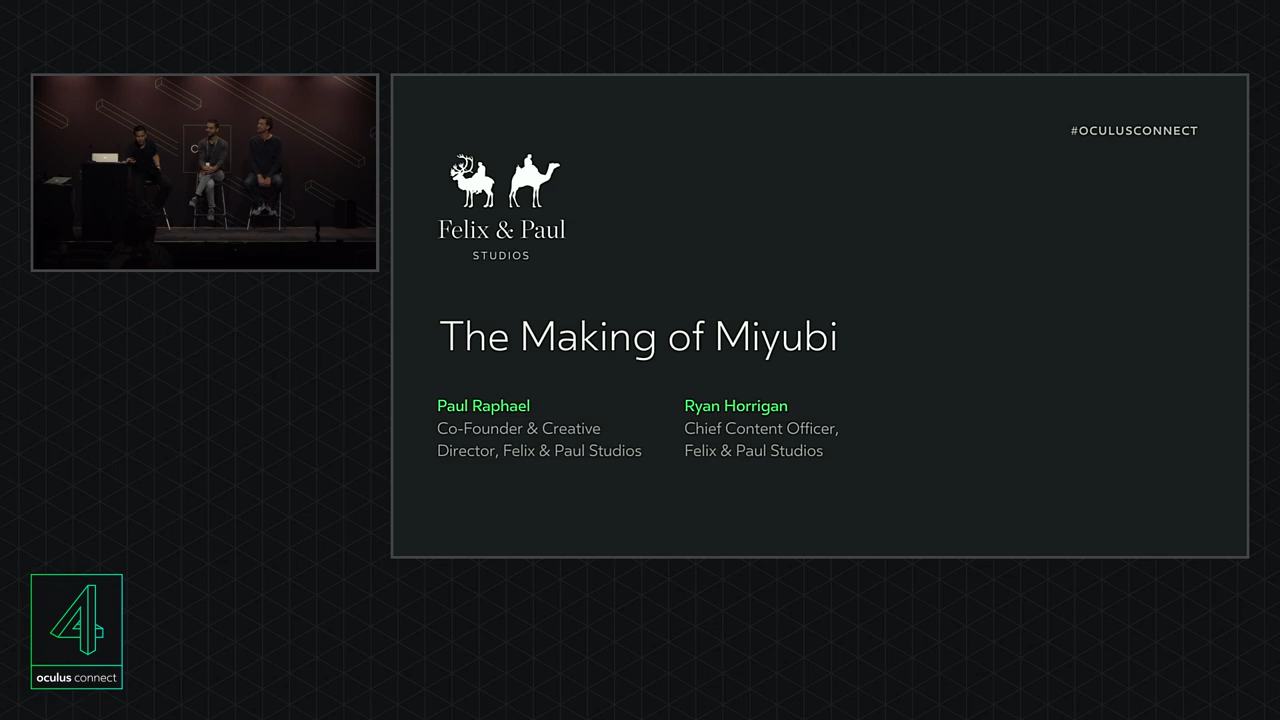 #OCULUSCONNECT
Felix & Paul
STUDIOS
The Making of Miyubi
Paul Raphael
Co-Founder & Creative
Director, Felix & Paul Studios
Ryan Horrigan
Chief Content Officer,
Felix & Paul Studios
4
oculus connect